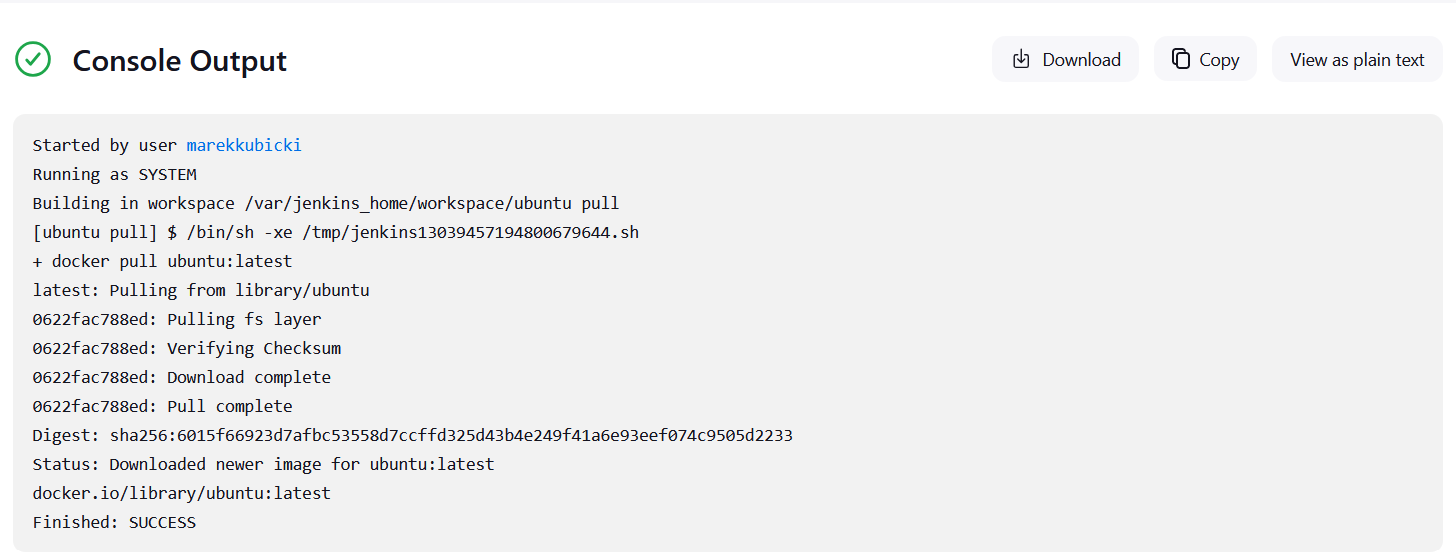 Console Output
Download
Copy
View as plain text
Started by user marekkubicki
Running as SYSTEM
Building in workspace /var/jenkins_home/workspace/ubuntu pull
[ubuntu pull] $ /bin/sh -xe /tmp/jenkins13039457194800679644.sh
+ docker pull ubuntu:latest
latest: Pulling from library/ubuntu
0622fac788ed: Pulling fs layer
0622fac788ed: Verifying Checksum
0622fac788ed: Download complete
0622fac788ed: Pull complete
Digest: sha256:6015f66923d7afbc53558d7ccffd325d43b4e249f41a6e93eef074c9505d2233
Status: Downloaded newer image for ubuntu:latest
docker.io/library/ubuntu:latest
Finished: SUCCESS